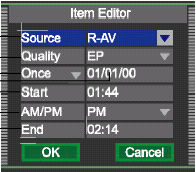 Item Editor
Source R-AV
Quality EP
Once 01/01/00
Start 01:44
AM/PM PM
End 02:14
OK Cancel